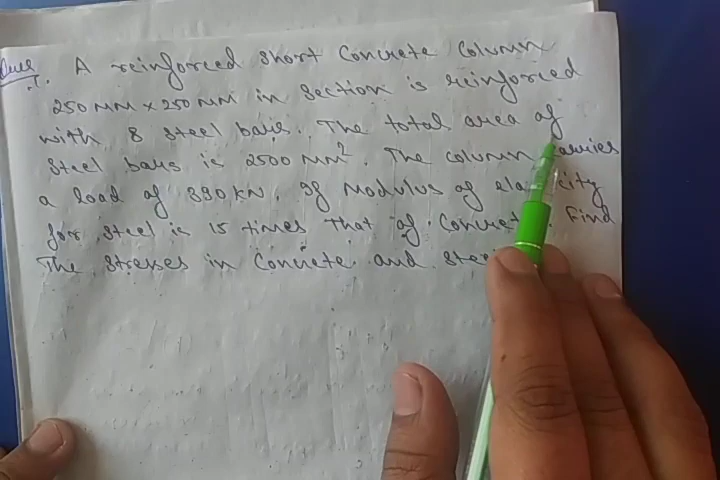 Ques 1. A reinforced short Concrete Column
250 MM x 250 MM in section is reinforced
with 8 steel bars. The total area of
steel bars is 2500 MM². The column carries
a load of 390 kN. If Modulus of elasticity
for steel is 15 times that of Concrete. Find
The stresses in Concrete and